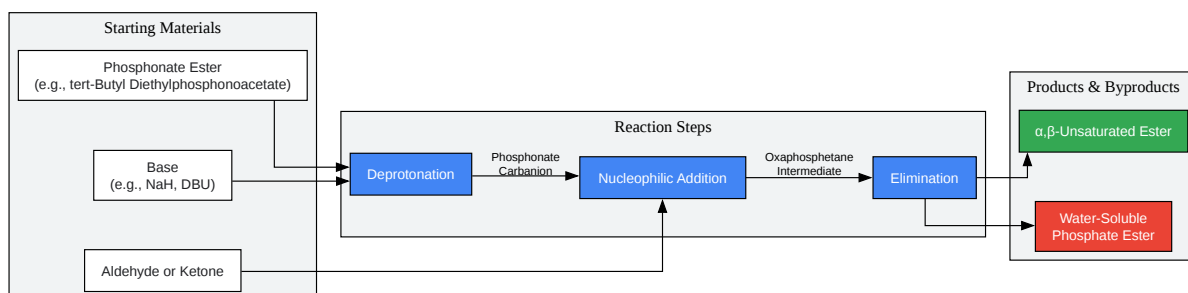 Starting Materials
Phosphonate Ester
(e.g., tert-Butyl Diethylphosphonoacetate)
Base
(e.g., NaH, DBU)
Aldehyde or Ketone
Reaction Steps
Deprotonation
Phosphonate
Carbanion
Nucleophilic Addition
Oxaphosphetane
Intermediate
Elimination
Products & Byproducts
α,β-Unsaturated Ester
Water-Soluble
Phosphate Ester